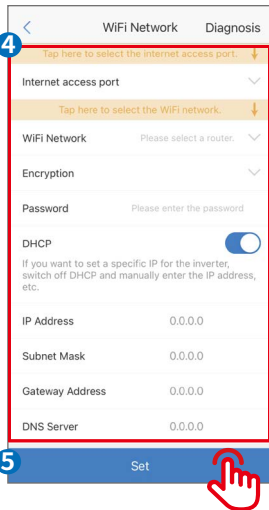 WiFi Network Diagnosis
4
Tap here to select the internet access port.
Internet access port
Tap here to select the WiFi network.
WiFi Network Please select a router.
Encryption
Password Please enter the password
DHCP
If you want to set a specific IP for the inverter,
switch off DHCP and manually enter the IP address,
etc.
IP Address 0.0.0.0
Subnet Mask 0.0.0.0
Gateway Address 0.0.0.0
DNS Server 0.0.0.0
5
Set